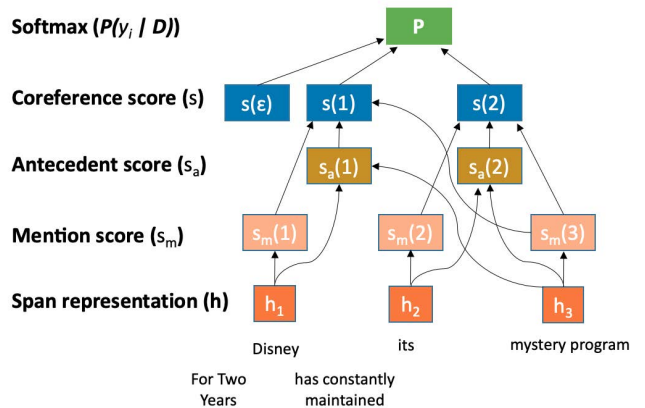 Softmax (P(yᵢ | D))
P
Coreference score (s)
s(ε)
s(1)
s(2)
Antecedent score (sₐ)
sₐ(1)
sₐ(2)
Mention score (sₘ)
sₘ(1)
sₘ(2)
sₘ(3)
Span representation (h)
h₁
h₂
h₃
Disney
its
mystery program
For Two
Years
has constantly
maintained